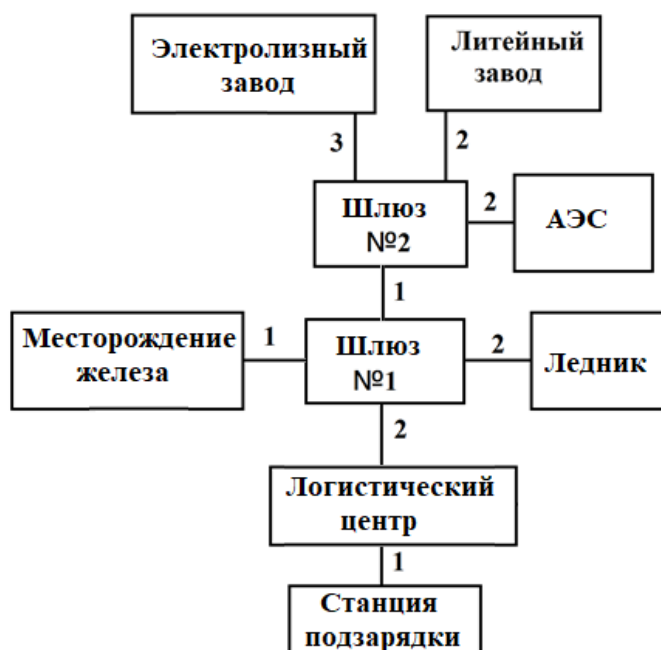 Электролизный
завод
Литейный
завод
3
2
Шлюз
№2
2
АЭС
1
Месторождение
железа
1
Шлюз
№1
2
Ледник
2
Логистический
центр
1
Станция
подзарядки